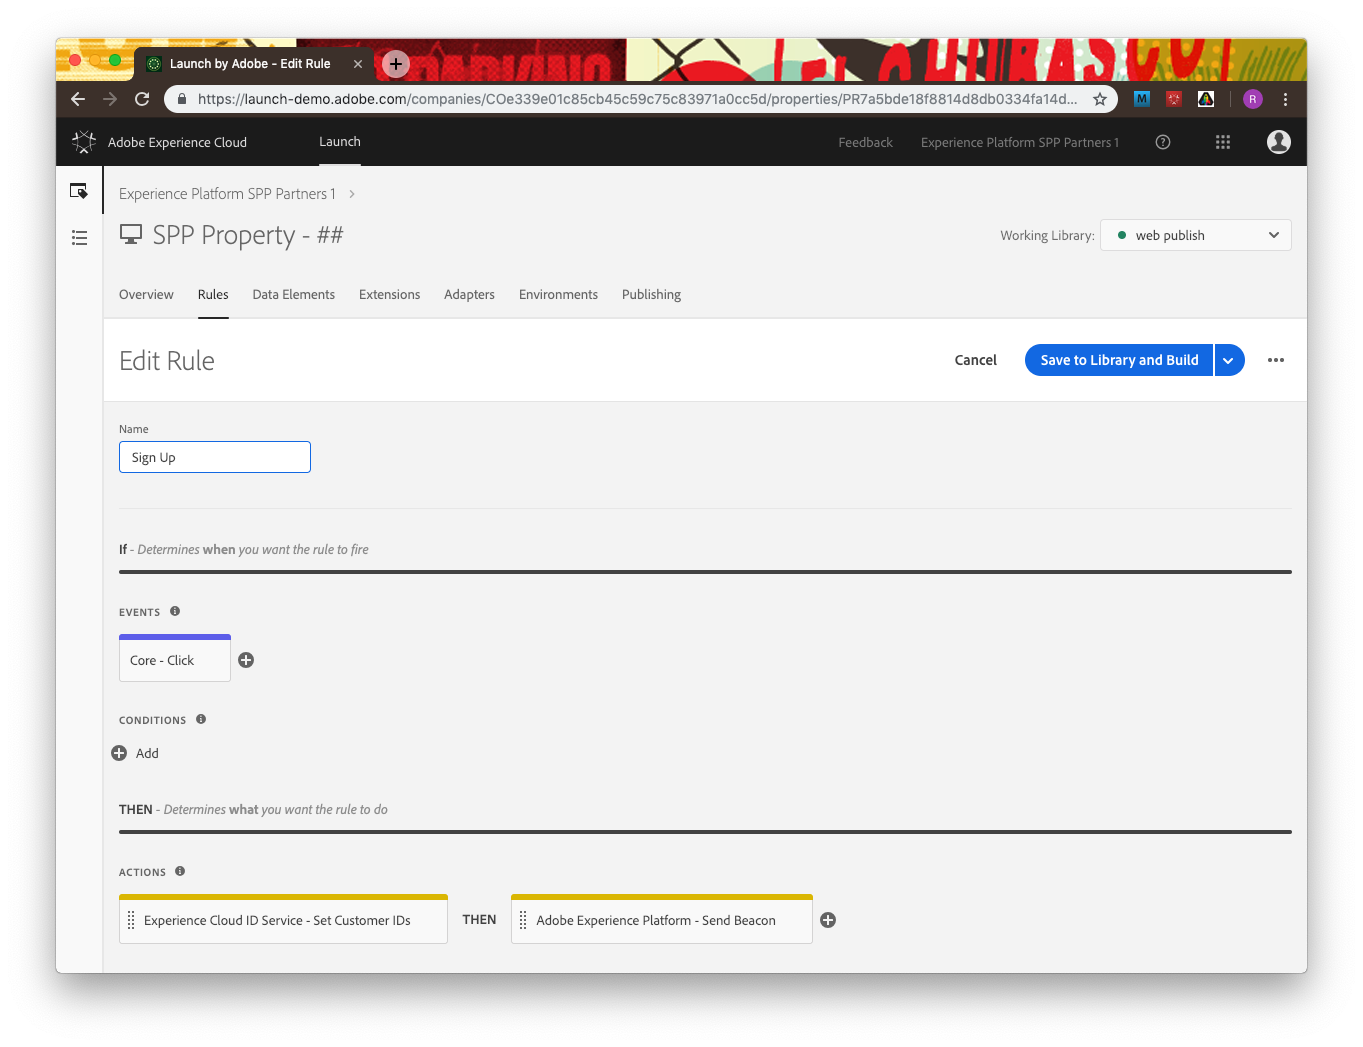 Launch by Adobe - Edit Rule
https://launch-demo.adobe.com/companies/COe339e01c85cb45c59c75c83971a0cc5d/properties/PR7a5bde18f8814d8db0334fa14d...
M
R
Adobe Experience Cloud
Launch
Feedback
Experience Platform SPP Partners 1
Experience Platform SPP Partners 1
SPP Property - ##
Working Library:
web publish
Overview
Rules
Data Elements
Extensions
Adapters
Environments
Publishing
Edit Rule
Cancel
Save to Library and Build
Name
Sign Up
If - Determines when you want the rule to fire
EVENTS
Core - Click
CONDITIONS
Add
THEN - Determines what you want the rule to do
ACTIONS
Experience Cloud ID Service - Set Customer IDs
THEN
Adobe Experience Platform - Send Beacon